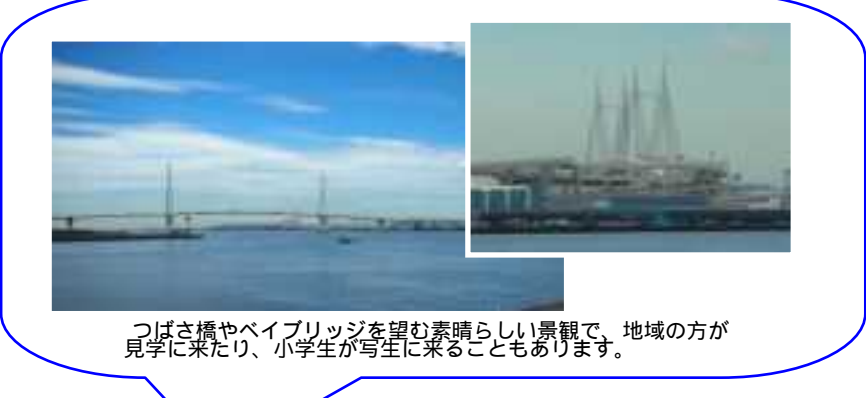 つばさ橋やベイブリッジを望む素晴らしい景観で、地域の方が
見学に来たり、小学生が写生に来ることもあります。